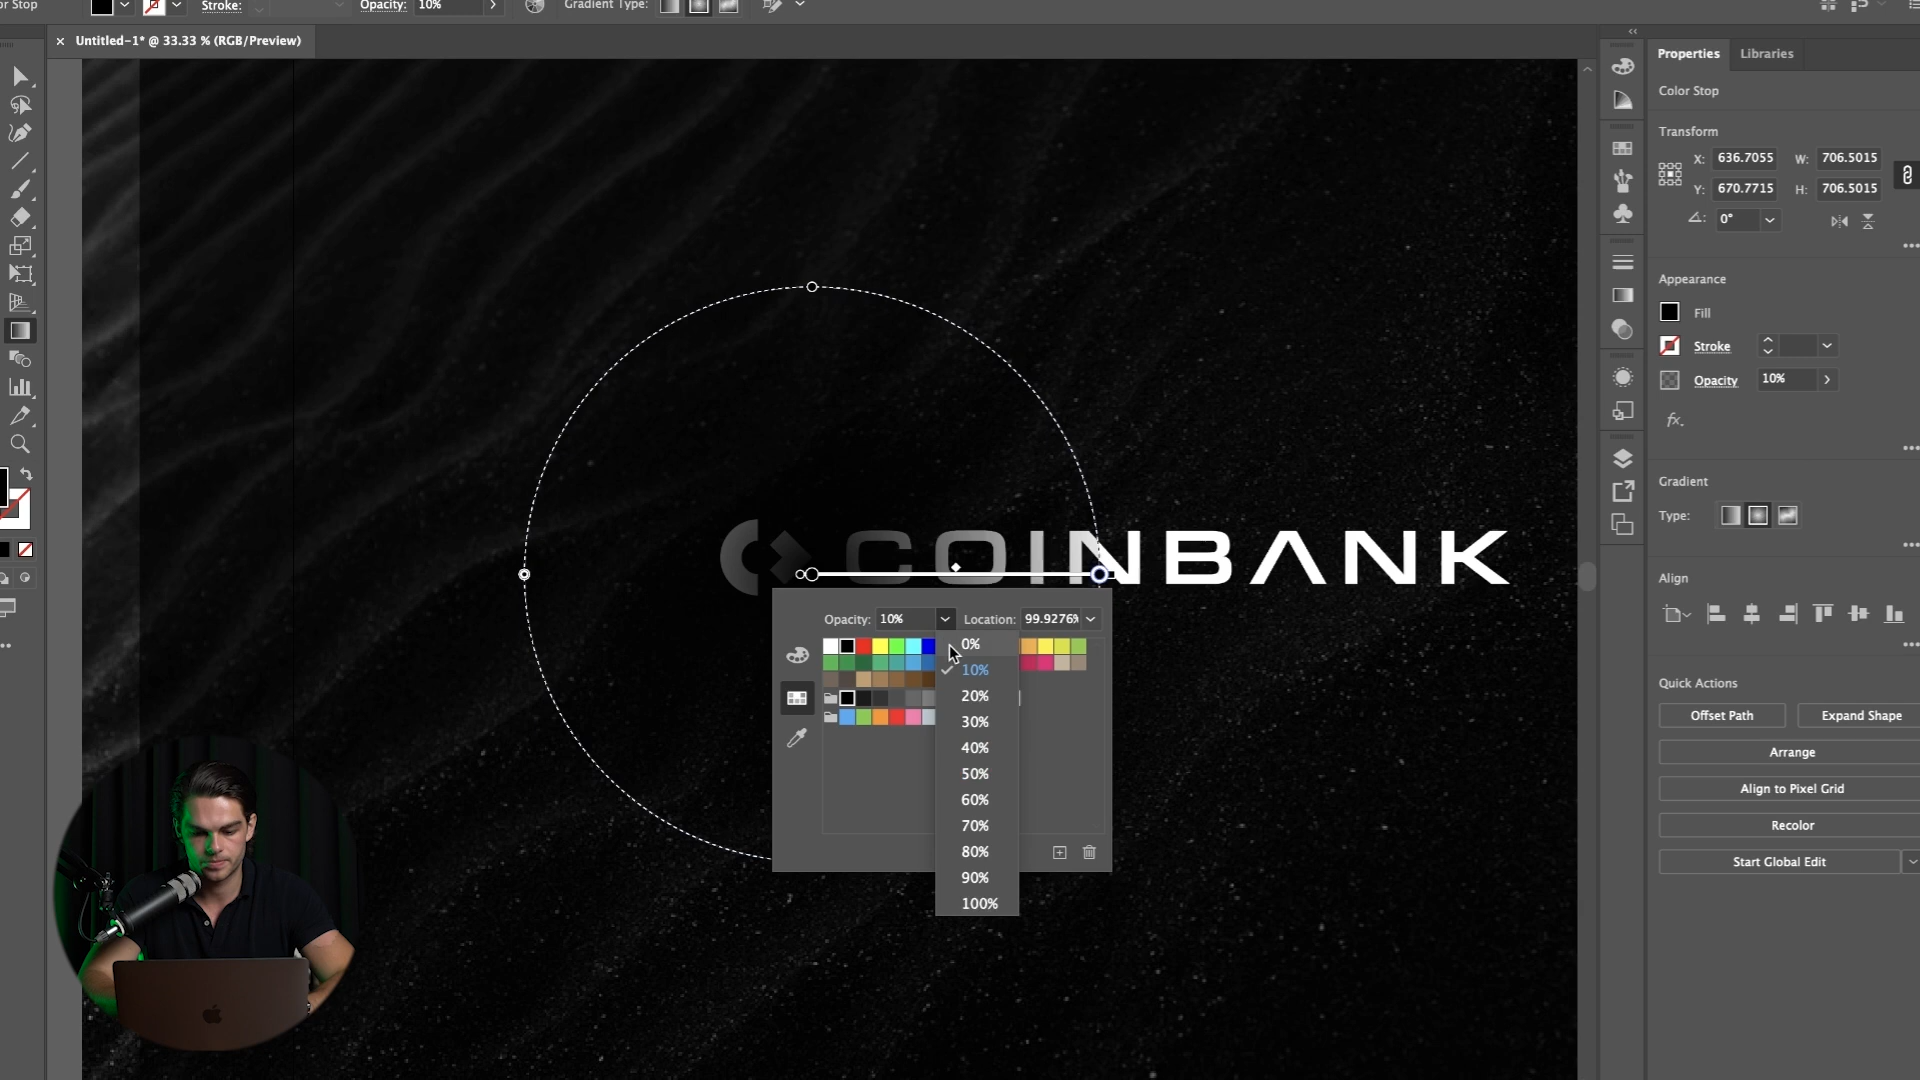 or Stop
Stroke:
Opacity: 10%
Gradient Type:
Untitled-1* @ 33.33 % (RGB/Preview)
Properties
Libraries
Color Stop
Transform
X: 636.7055 W: 706.5015
Y: 670.7715 H: 706.5015
0°
Appearance
Fill
Stroke
Opacity 10%
fx.
Gradient
Type:
Align
Quick Actions
Offset Path
Expand Shape
Arrange
Align to Pixel Grid
Recolor
Start Global Edit
COINBANK
Opacity: 10% Location: 99.9276%
0%
10%
20%
30%
40%
50%
60%
70%
80%
90%
100%